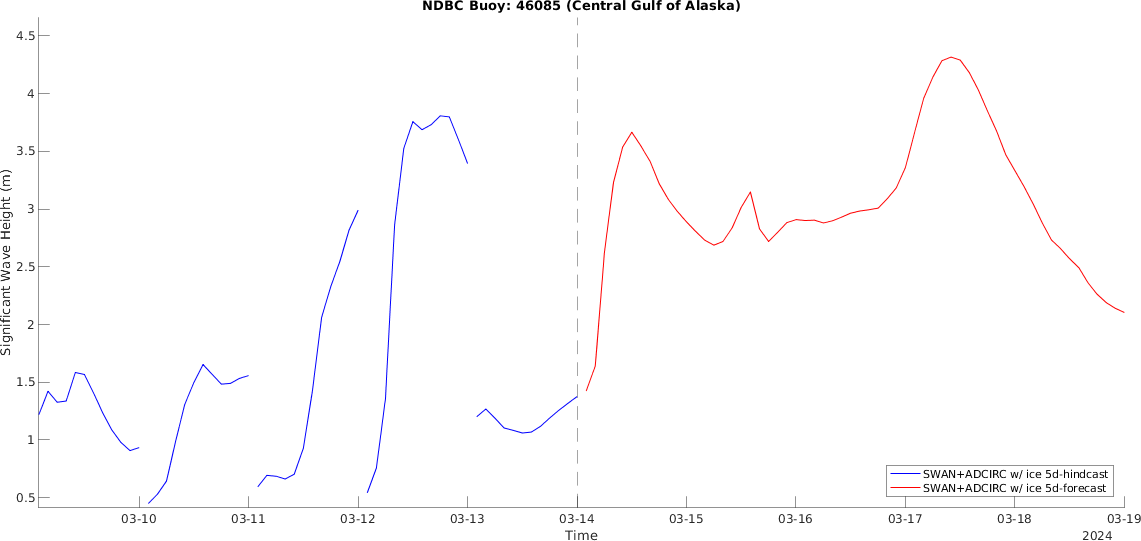 NDBC Buoy: 46085 (Central Gulf of Alaska)
4.5
4
3.5
3
2.5
2
1.5
1
0.5
Significant Wave Height (m)
SWAN+ADCIRC w/ ice 5d-hindcast
SWAN+ADCIRC w/ ice 5d-forecast
03-10 03-11 03-12 03-13 03-14 03-15 03-16 03-17 03-18 03-19
Time
2024